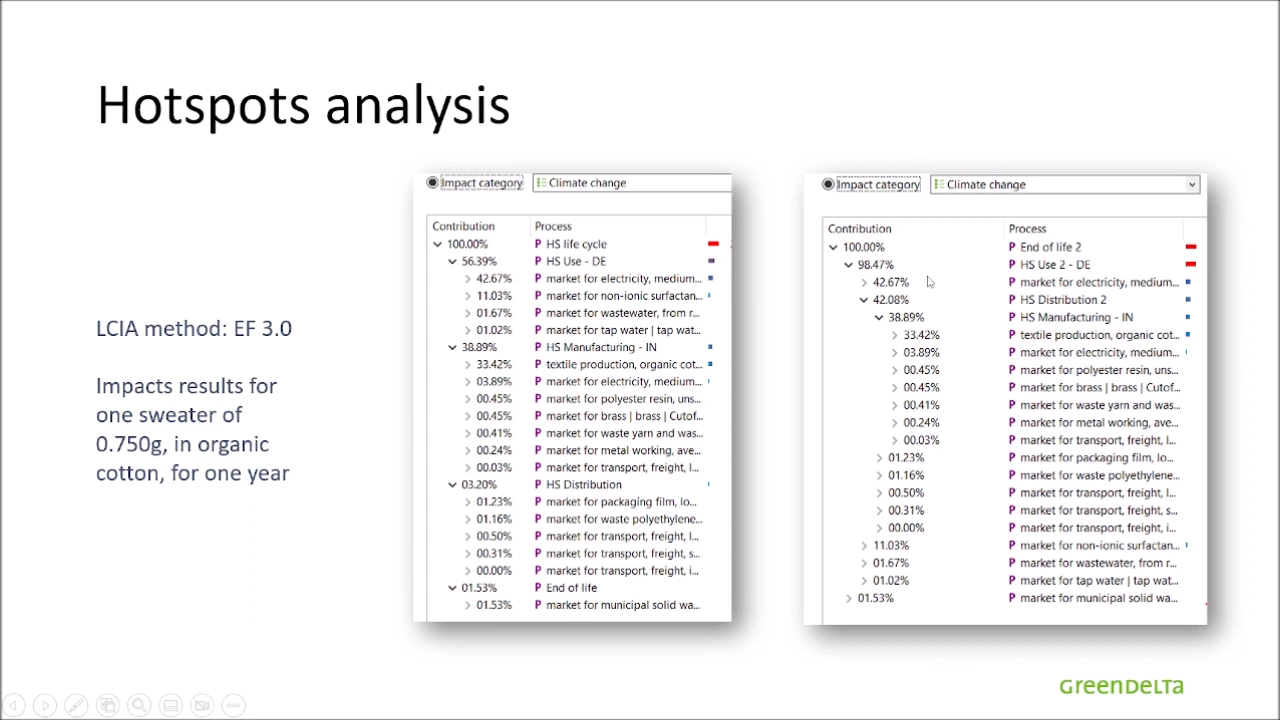 Hotspots analysis
LCIA method: EF 3.0
Impacts results for
one sweater of
0.750g, in organic
cotton, for one year
Impact category Climate change
Contribution Process
100.00% P HS life cycle
56.39% P HS Use - DE
42.67% P market for electricity, medium...
11.03% P market for non-ionic surfactan...
01.67% P market for wastewater, from r...
01.02% P market for tap water | tap wat...
38.89% P HS Manufacturing - IN
33.42% P textile production, organic cot...
03.89% P market for electricity, medium...
00.45% P market for polyester resin, uns...
00.45% P market for brass | brass | Cutof...
00.41% P market for waste yarn and was...
00.24% P market for metal working, ave...
00.03% P market for transport, freight, l...
03.20% P HS Distribution
01.23% P market for packaging film, lo...
01.16% P market for waste polyethylene...
00.50% P market for transport, freight, l...
00.31% P market for transport, freight, s...
00.00% P market for transport, freight, i...
01.53% P End of life
01.53% P market for municipal solid wa...
Impact category Climate change
Contribution Process
100.00% P End of life 2
98.47% P HS Use 2 - DE
42.67% P market for electricity, medium...
42.08% P HS Distribution 2
38.89% P HS Manufacturing - IN
33.42% P textile production, organic cot...
03.89% P market for electricity, medium...
00.45% P market for polyester resin, uns...
00.45% P market for brass | brass | Cutof...
00.41% P market for waste yarn and was...
00.24% P market for metal working, ave...
00.03% P market for transport, freight, l...
01.23% P market for packaging film, lo...
01.16% P market for waste polyethylene...
00.50% P market for transport, freight, l...
00.31% P market for transport, freight, s...
00.00% P market for transport, freight, i...
11.03% P market for non-ionic surfactan...
01.67% P market for wastewater, from r...
01.02% P market for tap water | tap wat...
01.53% P market for municipal solid wa...
GreenDelta